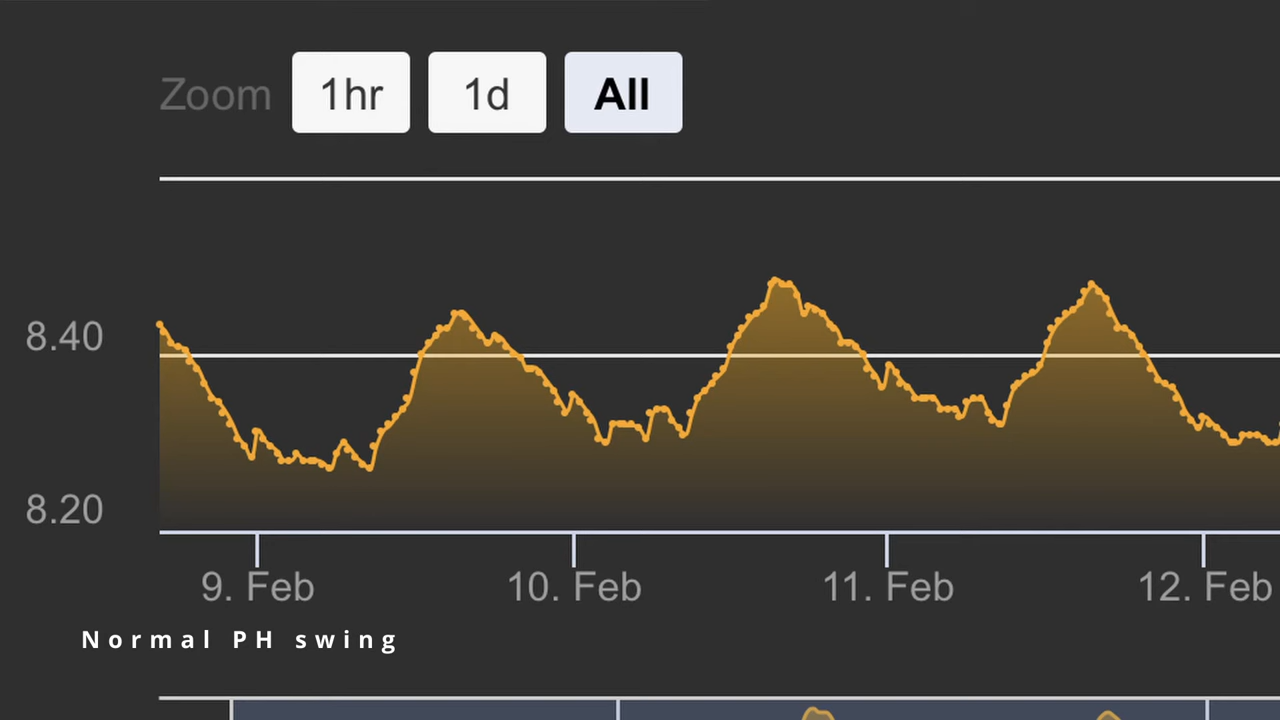 Zoom 1hr 1d All
8.40
8.20
9. Feb 10. Feb 11. Feb 12. Feb
Normal PH swing